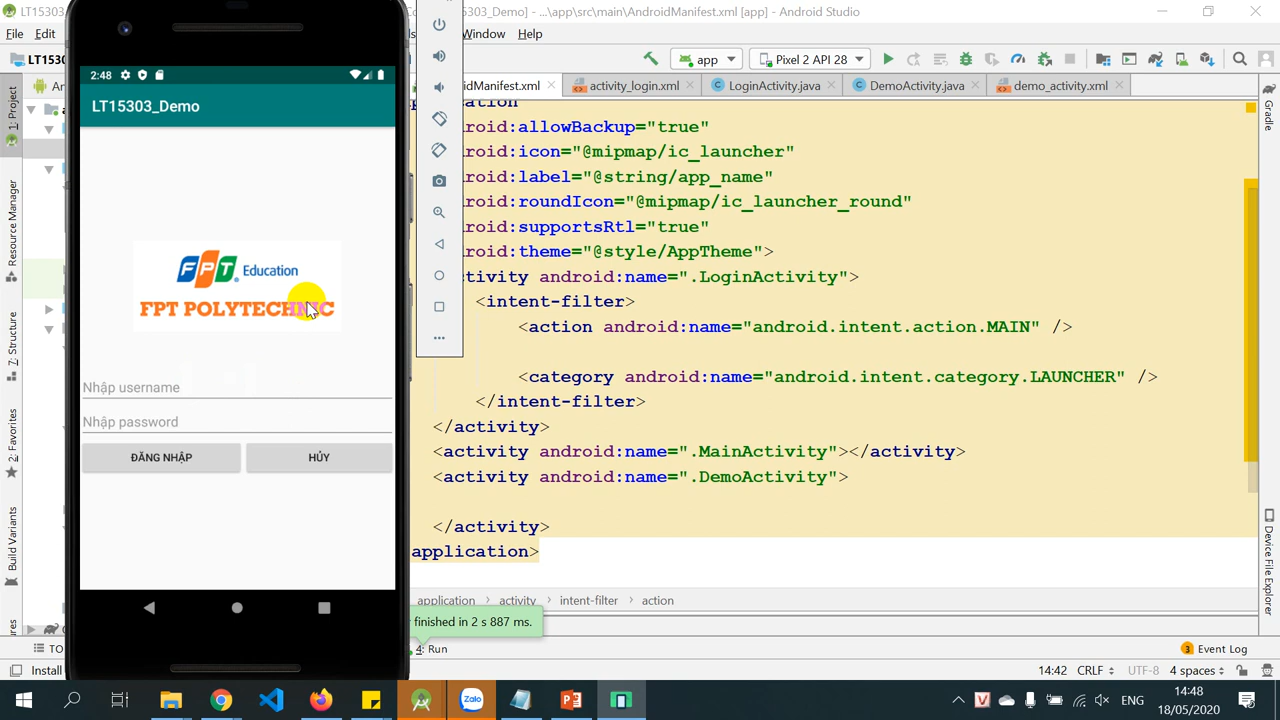 LT15303_Demo] - ...\app\src\main\AndroidManifest.xml [app] - Android Studio
File
Edit
Window
Help
LT1530
app
Pixel 2 API 28
dManifest.xml
activity_login.xml
LoginActivity.java
DemoActivity.java
demo_activity.xml
1: Project
Resource Manager
Z: Structure
2: Favorites
Build Variants
Gradle
Device File Explorer
2:48
LT15303_Demo
FPT Education
FPT POLYTECHNIC
Nhập username
Nhập password
ĐĂNG NHẬP
HỦY
plication
roid:allowBackup="true"
roid:icon="@mipmap/ic_launcher"
roid:label="@string/app_name"
roid:roundIcon="@mipmap/ic_launcher_round"
roid:supportsRtl="true"
roid:theme="@style/AppTheme">
ctivity android:name=".LoginActivity">
<intent-filter>
<action android:name="android.intent.action.MAIN" />
<category android:name="android.intent.category.LAUNCHER" />
</intent-filter>
</activity>
<activity android:name=".MainActivity"></activity>
<activity android:name=".DemoActivity">
</activity>
application>
application › activity › intent-filter › action
finished in 2 s 887 ms.
TO
4: Run
3 Event Log
Install
14:42 CRLF UTF-8 4 spaces
Zalo
ENG
14:48
18/05/2020